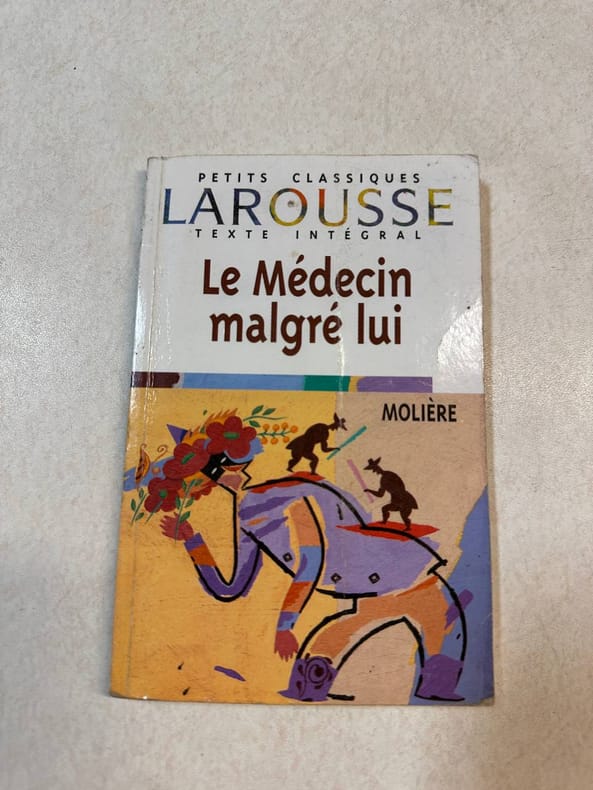 PETITS CLASSIQUES
LAROUSSE
TEXTE INTÉGRAL
Le Médecin
malgré lui
MOLIÈRE